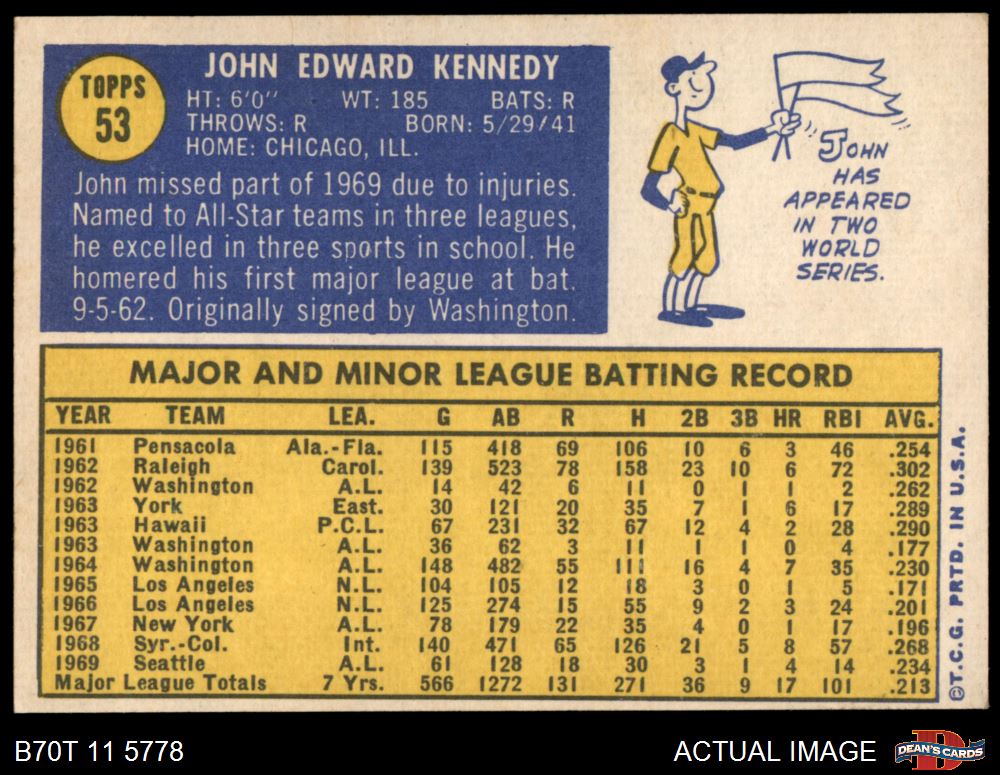 TOPPS
53
JOHN EDWARD KENNEDY
HT: 6'0" WT: 185 BATS: R
THROWS: R BORN: 5/29/41
HOME: CHICAGO, ILL.
John missed part of 1969 due to injuries.
Named to All-Star teams in three leagues,
he excelled in three sports in school. He
homered his first major league at bat.
9-5-62. Originally signed by Washington.
JOHN
HAS
APPEARED
IN TWO
WORLD
SERIES.
MAJOR AND MINOR LEAGUE BATTING RECORD
YEAR TEAM LEA. G AB R H 2B 3B HR RBI AVG.
1961 Pensacola Ala.-Fla. 115 418 69 106 10 6 3 46 .254
1962 Raleigh Carol. 139 523 78 158 23 10 6 72 .302
1962 Washington A.L. 14 42 6 11 0 1 1 2 .262
1963 York East. 30 121 20 35 7 1 6 17 .289
1963 Hawaii P.C.L. 67 231 32 67 12 4 2 28 .290
1963 Washington A.L. 36 62 3 11 1 1 0 4 .177
1964 Washington A.L. 148 482 55 111 16 4 7 35 .230
1965 Los Angeles N.L. 104 105 12 18 3 0 1 5 .171
1966 Los Angeles N.L. 125 274 15 55 9 2 3 24 .201
1967 New York A.L. 78 179 22 35 4 0 1 17 .196
1968 Syr.-Col. Int. 140 471 65 126 21 5 8 57 .268
1969 Seattle A.L. 61 128 18 30 3 1 4 14 .234
Major League Totals 7 Yrs. 566 1272 131 271 36 9 17 101 .213
©T.C.G. PRTD. IN U.S.A.
B70T 11 5778
ACTUAL IMAGE
D
DEAN'S CARDS